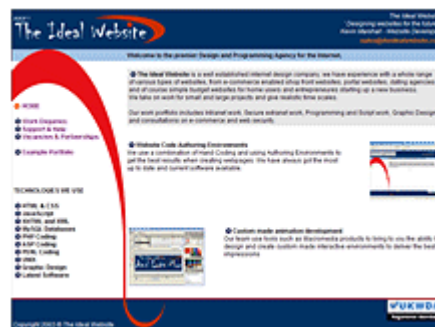 The Ideal Website
The Ideal Website
Designing websites for the future
Kevin Marshall - Website Developer
Welcome to the premier Design and Programming Agency for the Internet.
The Ideal Website is a well established internet design company, we have experience with a whole range
of various types of websites, from e-commerce enabled shop front websites, portal websites, dating agencies
and of course simple budget websites for home users and entrepreneurs starting up a new business.
We take on work for small and large projects and give realistic time scales.
HOME
Our work portfolio includes Intranet work, Secure extranet work, Programming and Script work, Graphic Design
and consultations on e-commerce and web security.
Work Enquiries
Support & Help
Vacancies & Partnerships
Example Portfolio
Website Code Authoring Environments
We use a combination of Hand Coding and using Authoring Environments to
get the best results when creating webpages. We have always got the most
up to date and current software available.
TECHNOLOGIES WE USE
HTML & CSS
JavaScript
XHTML and XML
MySQL Databases
PHP Coding
ASP Coding
PERL Coding
UNIX
Graphic Design
Latest Software
Custom made animation development
Our team use tools such as Macromedia products to bring to you the ability to
design and create custom made interactive environments to deliver the best
impressions
UKWDA
Copyright 2003 © The Ideal Website